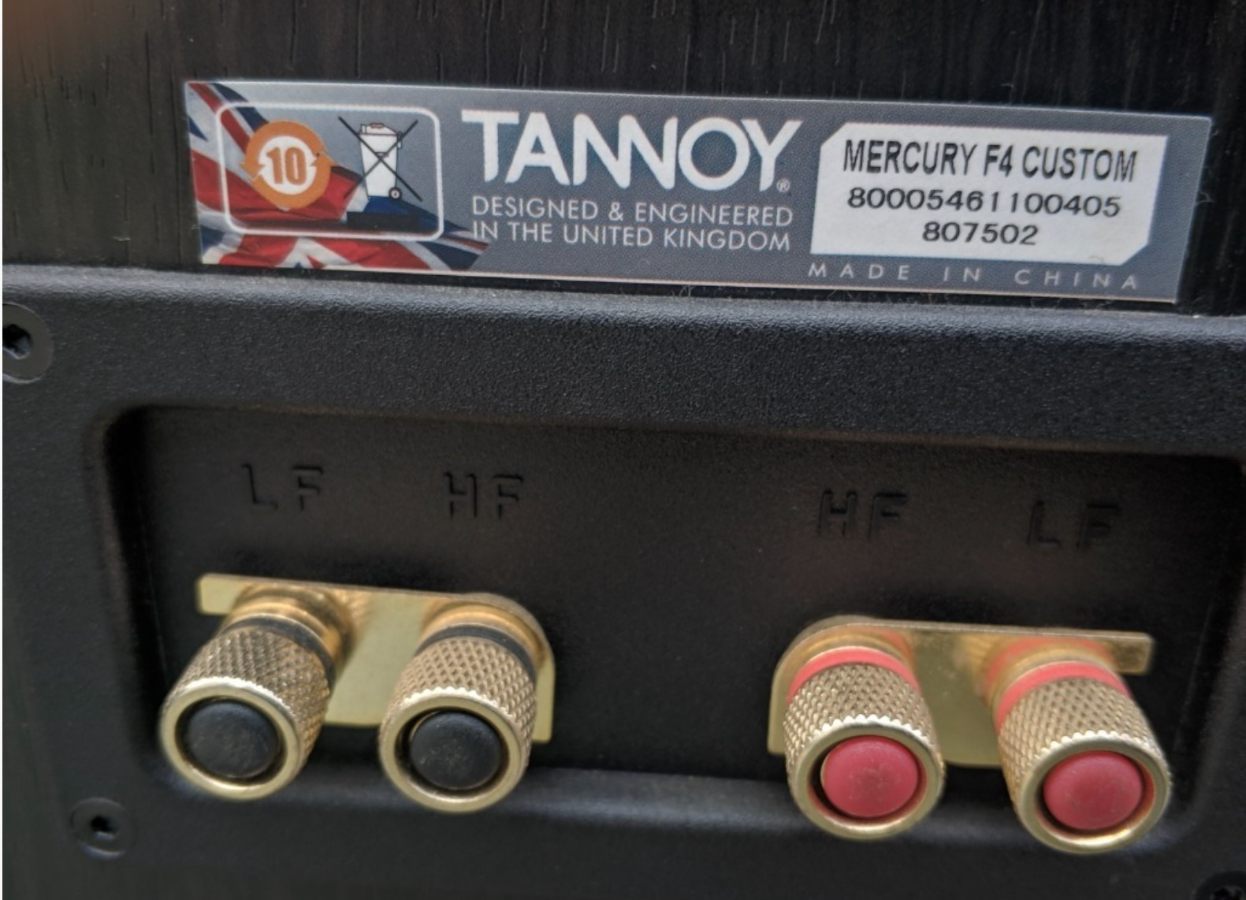 10
TANNOY®
DESIGNED & ENGINEERED
IN THE UNITED KINGDOM
MERCURY F4 CUSTOM
80005461100405
807502
MADE IN CHINA
LF HF HF LF